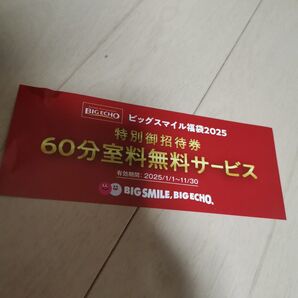 BIG ECHO ビッグスマイル福袋2025
特別御招待券
60分室料無料サービス
有効期間：2025/1/1～11/30
BIG SMILE, BIG ECHO.